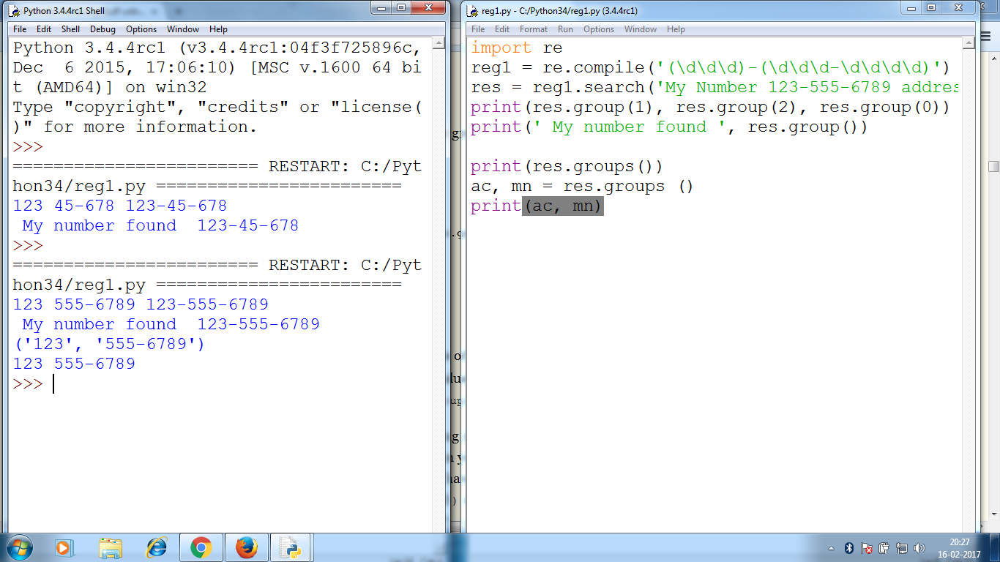 Python 3.4.4rc1 Shell
File Edit Shell Debug Options Window Help
Python 3.4.4rc1 (v3.4.4rc1:04f3f725896c,
Dec  6 2015, 17:06:10) [MSC v.1600 64 bi
t (AMD64)] on win32
Type "copyright", "credits" or "license(
)" for more information.
>>>
======================== RESTART: C:/Pyt
hon34/reg1.py ========================
123 45-678 123-45-678
 My number found  123-45-678
>>>
======================== RESTART: C:/Pyt
hon34/reg1.py ========================
123 555-6789 123-555-6789
 My number found  123-555-6789
('123', '555-6789')
123 555-6789
>>>
reg1.py - C:/Python34/reg1.py (3.4.4rc1)
File Edit Format Run Options Window Help
import re
reg1 = re.compile('(\d\d\d)-(\d\d\d-\d\d\d\d)')
res = reg1.search('My Number 123-555-6789 addres
print(res.group(1), res.group(2), res.group(0))
print(' My number found ', res.group())
print(res.groups())
ac, mn = res.groups ()
print(ac, mn)
20:27
16-02-2017